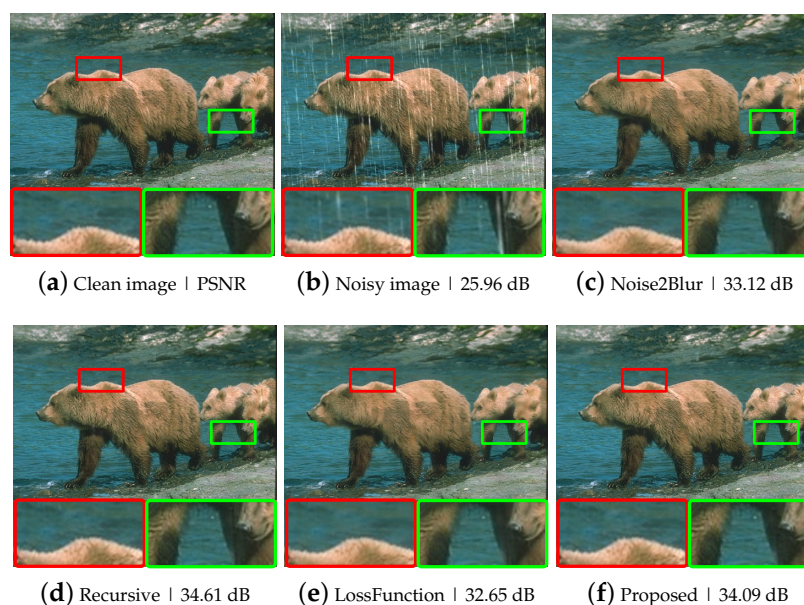 (a) Clean image | PSNR
(b) Noisy image | 25.96 dB
(c) Noise2Blur | 33.12 dB
(d) Recursive | 34.61 dB
(e) LossFunction | 32.65 dB
(f) Proposed | 34.09 dB